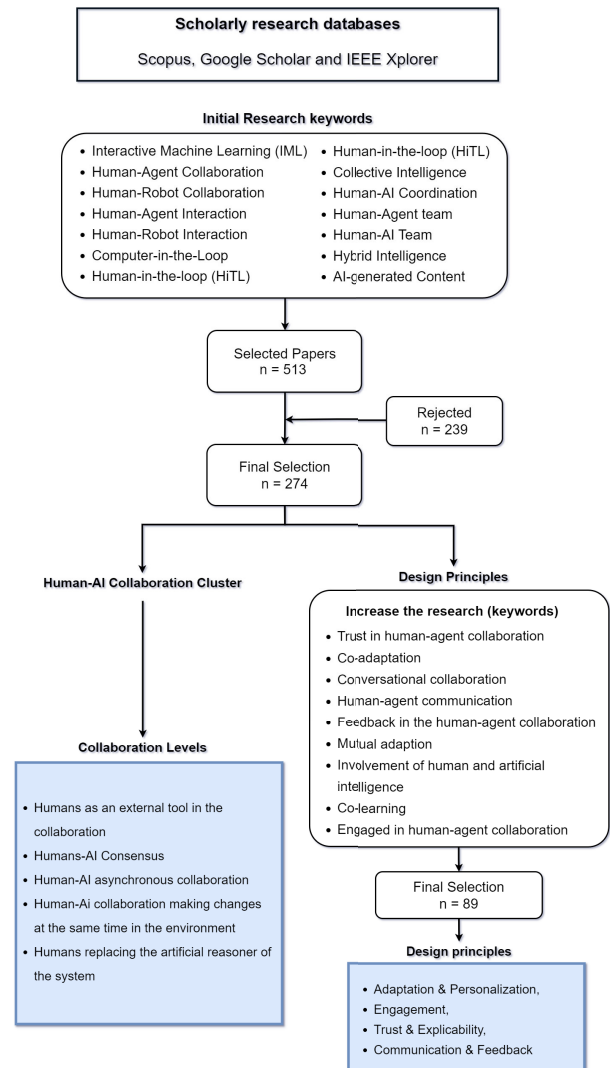 Scholarly research databases
Scopus, Google Scholar and IEEE Xplorer
Initial Research keywords
Interactive Machine Learning (IML)
Human-Agent Collaboration
Human-Robot Collaboration
Human-Agent Interaction
Human-Robot Interaction
Computer-in-the-Loop
Human-in-the-loop (HiTL)
Human-in-the-loop (HiTL)
Collective Intelligence
Human-AI Coordination
Human-Agent team
Human-AI Team
Hybrid Intelligence
AI-generated Content
Selected Papers
n = 513
Rejected
n = 239
Final Selection
n = 274
Human-AI Collaboration Cluster
Collaboration Levels
Humans as an external tool in the
collaboration
Humans-AI Consensus
Human-AI asynchronous collaboration
Human-Ai collaboration making changes
at the same time in the environment
Humans replacing the artificial reasoner of
the system
Design Principles
Increase the research (keywords)
Trust in human-agent collaboration
Co-adaptation
Conversational collaboration
Human-agent communication
Feedback in the human-agent collaboration
Mutual adaption
Involvement of human and artificial
intelligence
Co-learning
Engaged in human-agent collaboration
Final Selection
n = 89
Design principles
Adaptation & Personalization,
Engagement,
Trust & Explicability,
Communication & Feedback